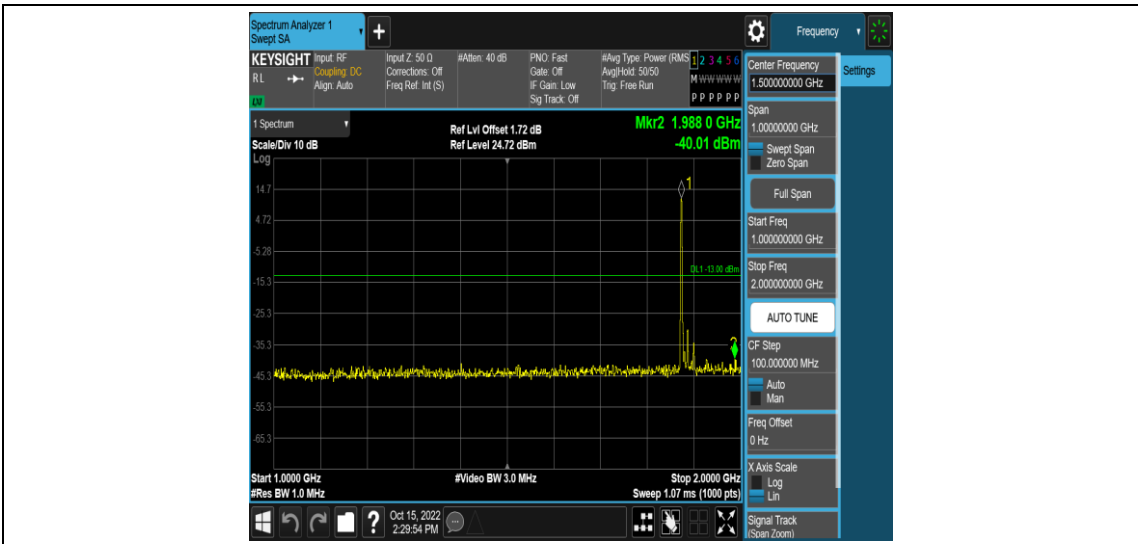 Spectrum Analyzer 1
Swept SA
+
Frequency
KEYSIGHT
RL
LXI
Input: RF
Coupling: DC
Align: Auto
Input Z: 50 Ω
Corrections: Off
Freq Ref: Int (S)
#Atten: 40 dB
PNO: Fast
Gate: Off
IF Gain: Low
Sig Track: Off
#Avg Type: Power (RMS
Avg|Hold: 50/50
Trig: Free Run
1 2 3 4 5 6
M W W W W W
P P P P P P
Center Frequency
1.500000000 GHz
Settings
Span
1.00000000 GHz
Swept Span
Zero Span
Full Span
Start Freq
1.000000000 GHz
Stop Freq
2.000000000 GHz
AUTO TUNE
CF Step
100.000000 MHz
Auto
Man
Freq Offset
0 Hz
X Axis Scale
Log
Lin
Signal Track
(Span Zoom)
1 Spectrum
Scale/Div 10 dB
Log
Ref Lvl Offset 1.72 dB
Ref Level 24.72 dBm
Mkr2 1.988 0 GHz
-40.01 dBm
14.7
4.72
-5.28
-15.3
-25.3
-35.3
-45.3
-55.3
-65.3
1
DL1 -13.00 dBm
2
Start 1.0000 GHz
#Res BW 1.0 MHz
#Video BW 3.0 MHz
Stop 2.0000 GHz
Sweep 1.07 ms (1000 pts)
?
Oct 15, 2022
2:29:54 PM